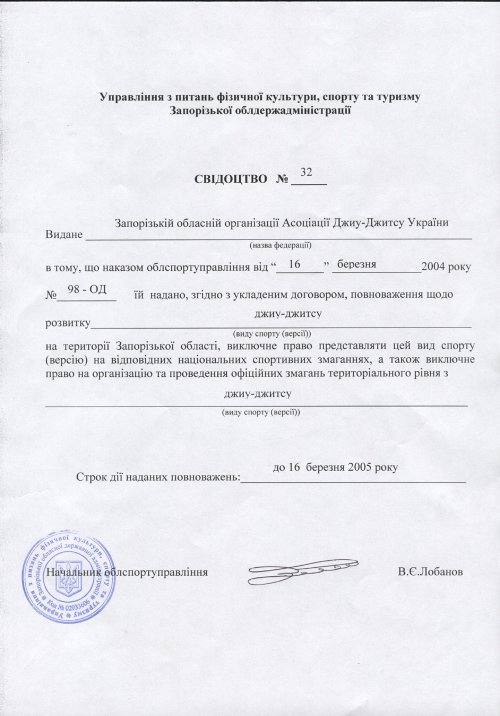 Управління з питань фізичної культури, спорту та туризму
Запорізької облдержадміністрації
СВІДОЦТВО № 32
Видане Запорізькій обласній організації Асоціації Джиу-Джитсу України
(назва федерації)
в тому, що наказом облспортуправління від “ 16 ” березня 2004 року
№ 98 - ОД їй надано, згідно з укладеним договором, повноваження щодо
розвитку джиу-джитсу
(виду спорту (версії))
на території Запорізької області, виключне право представляти цей вид спорту
(версію) на відповідних національних спортивних змаганнях, а також виключне
право на організацію та проведення офіційних змагань територіального рівня з
джиу-джитсу
(виду спорту (версії))
Строк дії наданих повноважень: до 16 березня 2005 року
Начальник облспортуправління В.Є.Лобанов